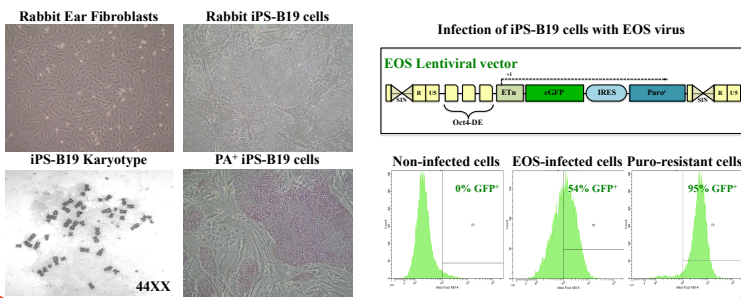 Rabbit Ear Fibroblasts
Rabbit iPS-B19 cells
iPS-B19 Karyotype
44XX
PA⁺ iPS-B19 cells
Infection of iPS-B19 cells with EOS virus
EOS Lentiviral vector
+1
R U5 ETn eGFP IRES Puroʳ R U5
SIN SIN
Oct4-DE
Non-infected cells EOS-infected cells Puro-resistant cells
0% GFP⁺ 54% GFP⁺ 95% GFP⁺